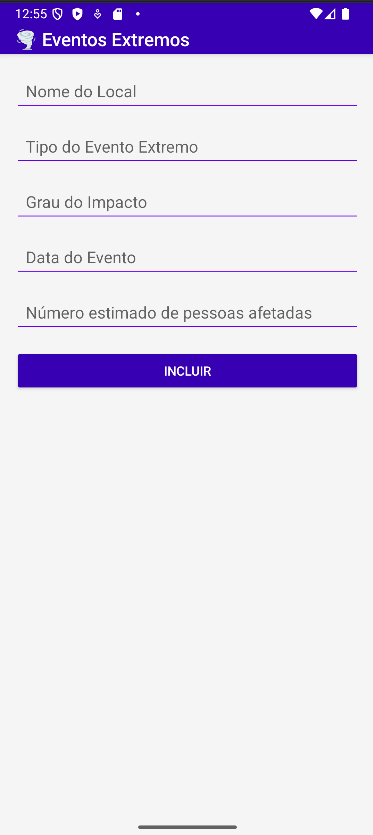 12:55
Eventos Extremos
Nome do Local
Tipo do Evento Extremo
Grau do Impacto
Data do Evento
Número estimado de pessoas afetadas
INCLUIR